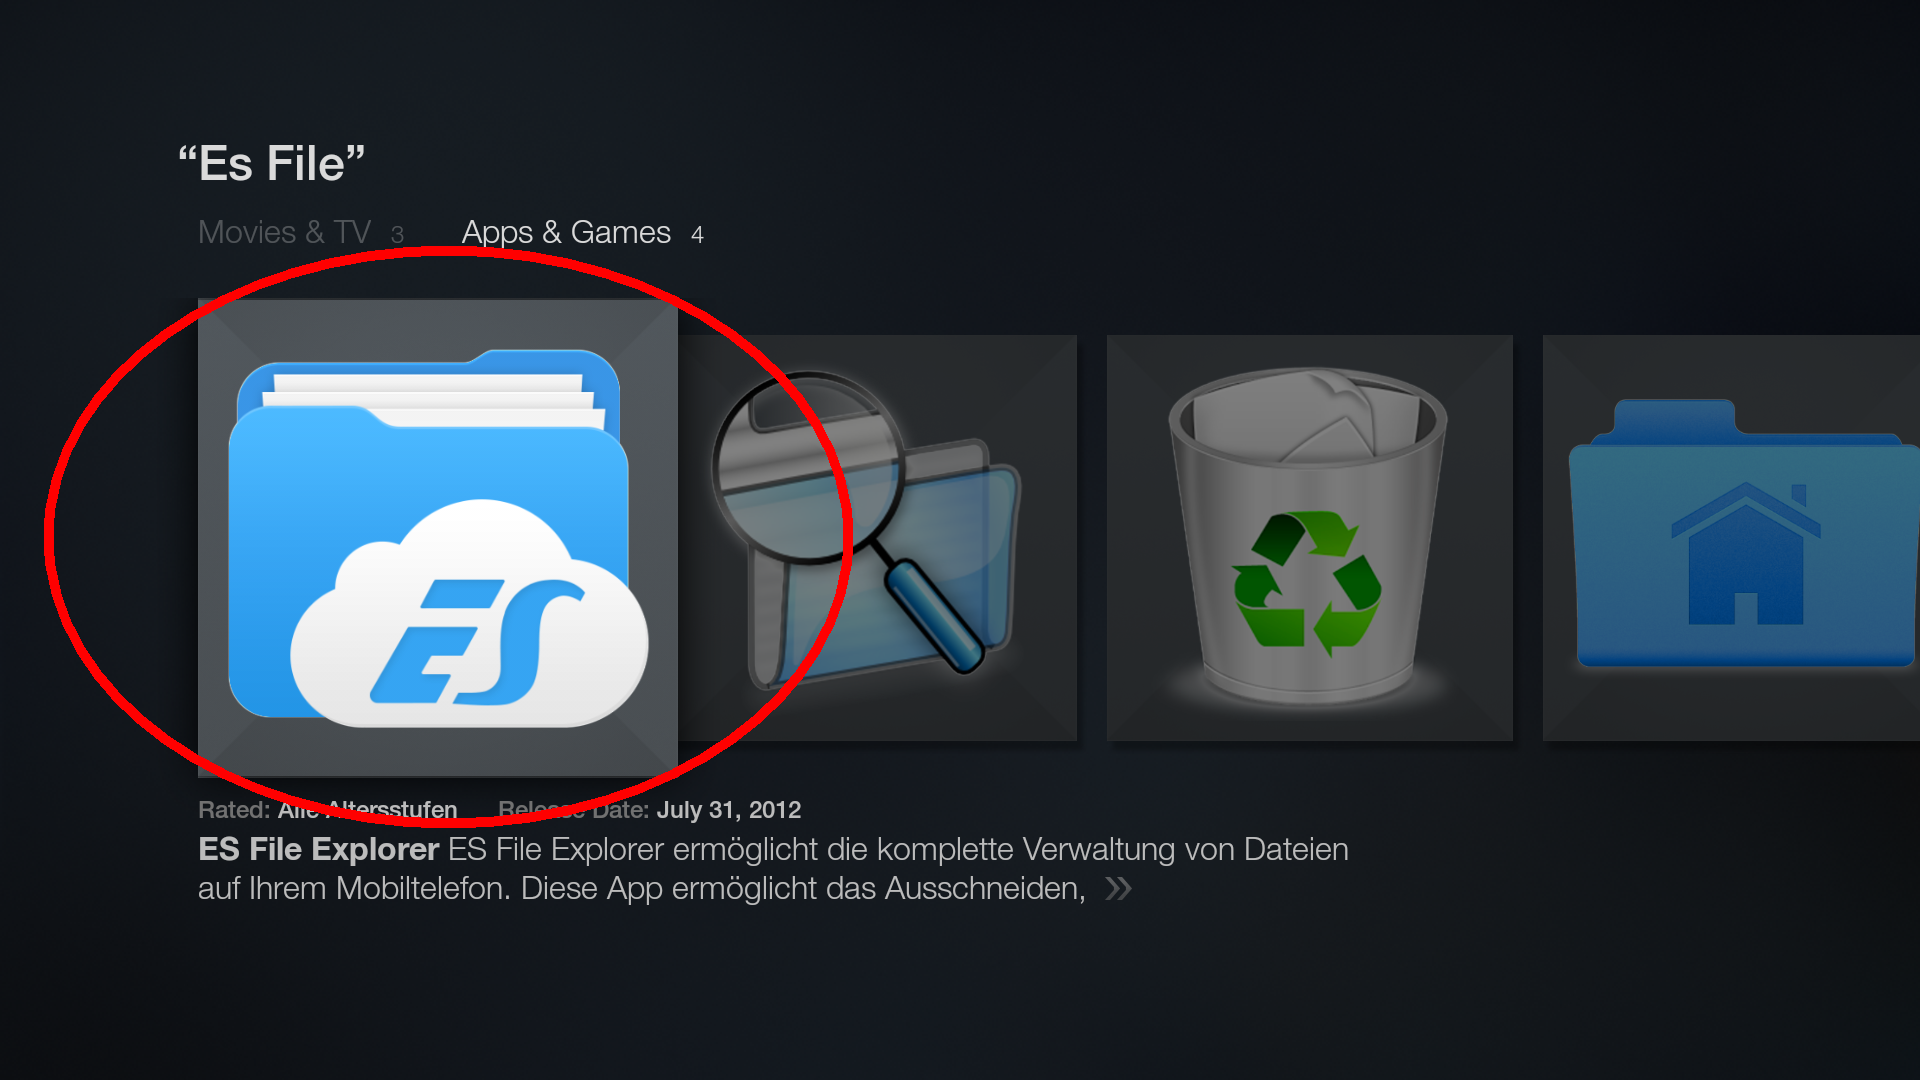 “Es File”
Movies & TV 3 Apps & Games 4
ES
Rated: Alle Altersstufen Release Date: July 31, 2012
ES File Explorer ES File Explorer ermöglicht die komplette Verwaltung von Dateien
auf Ihrem Mobiltelefon. Diese App ermöglicht das Ausschneiden, »